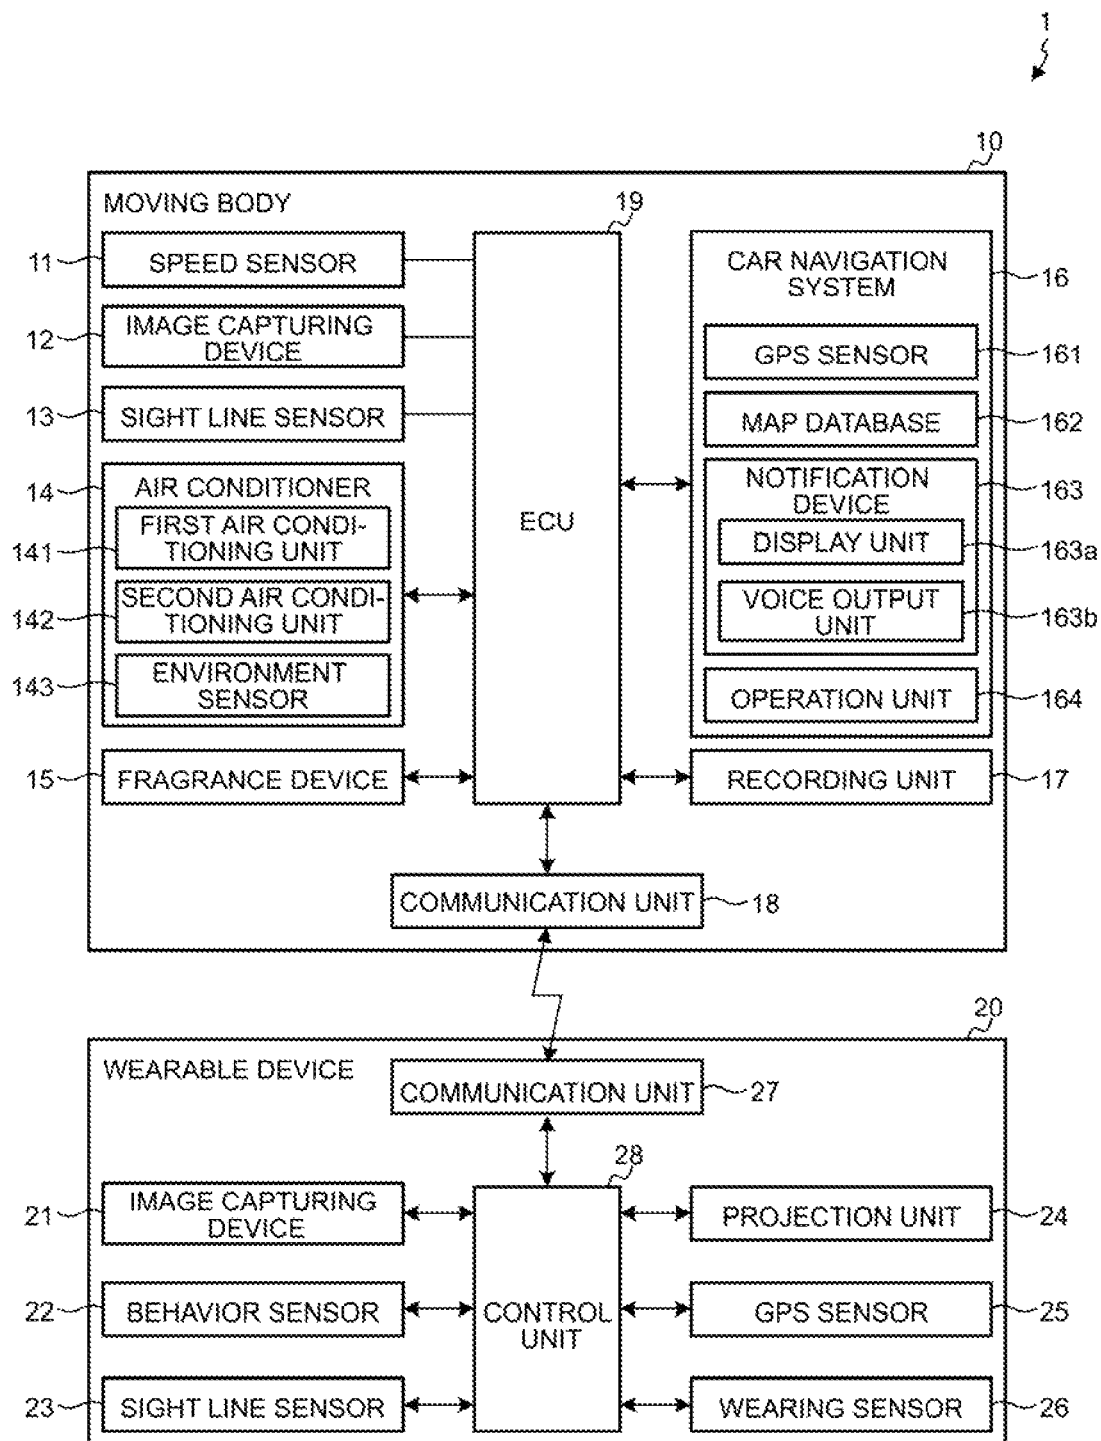 1
10
MOVING BODY
19
11
SPEED SENSOR
12
IMAGE CAPTURING
DEVICE
13
SIGHT LINE SENSOR
14
AIR CONDITIONER
141
FIRST AIR CONDI-
TIONING UNIT
142
SECOND AIR CONDI-
TIONING UNIT
143
ENVIRONMENT
SENSOR
15
FRAGRANCE DEVICE
ECU
CAR NAVIGATION
SYSTEM
16
GPS SENSOR
161
MAP DATABASE
162
NOTIFICATION
DEVICE
163
DISPLAY UNIT
163a
VOICE OUTPUT
UNIT
163b
OPERATION UNIT
164
RECORDING UNIT
17
COMMUNICATION UNIT
18
20
WEARABLE DEVICE
COMMUNICATION UNIT
27
28
21
IMAGE CAPTURING
DEVICE
22
BEHAVIOR SENSOR
23
SIGHT LINE SENSOR
CONTROL
UNIT
PROJECTION UNIT
24
GPS SENSOR
25
WEARING SENSOR
26